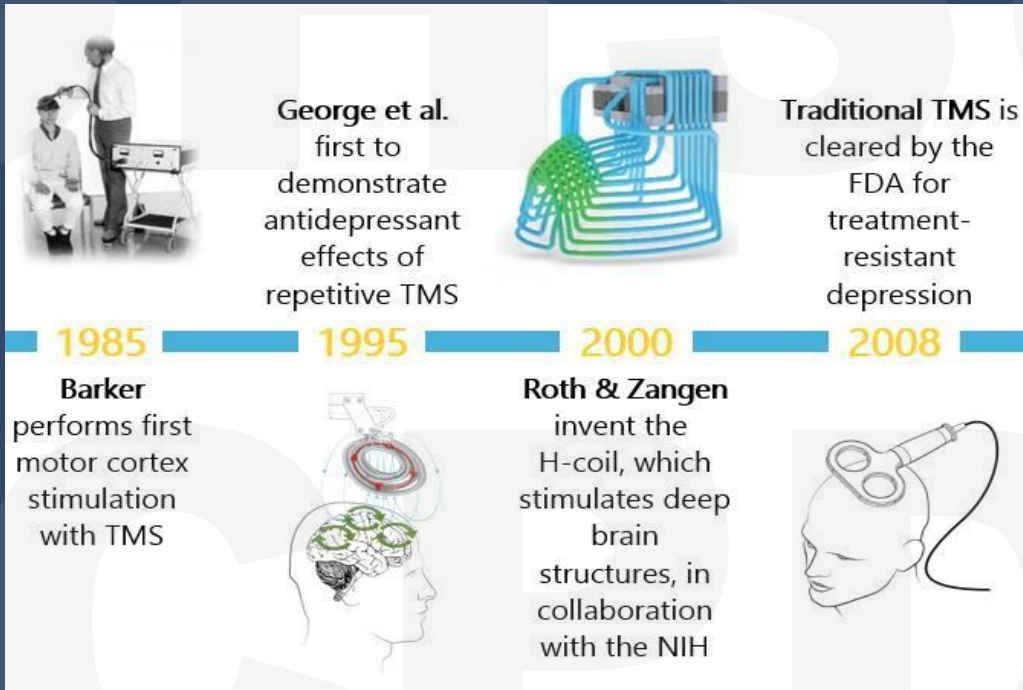 George et al.
first to
demonstrate
antidepressant
effects of
repetitive TMS
Traditional TMS is
cleared by the
FDA for
treatment-
resistant
depression
1985
1995
2000
2008
Barker
performs first
motor cortex
stimulation
with TMS
Roth & Zangen
invent the
H-coil, which
stimulates deep
brain
structures, in
collaboration
with the NIH